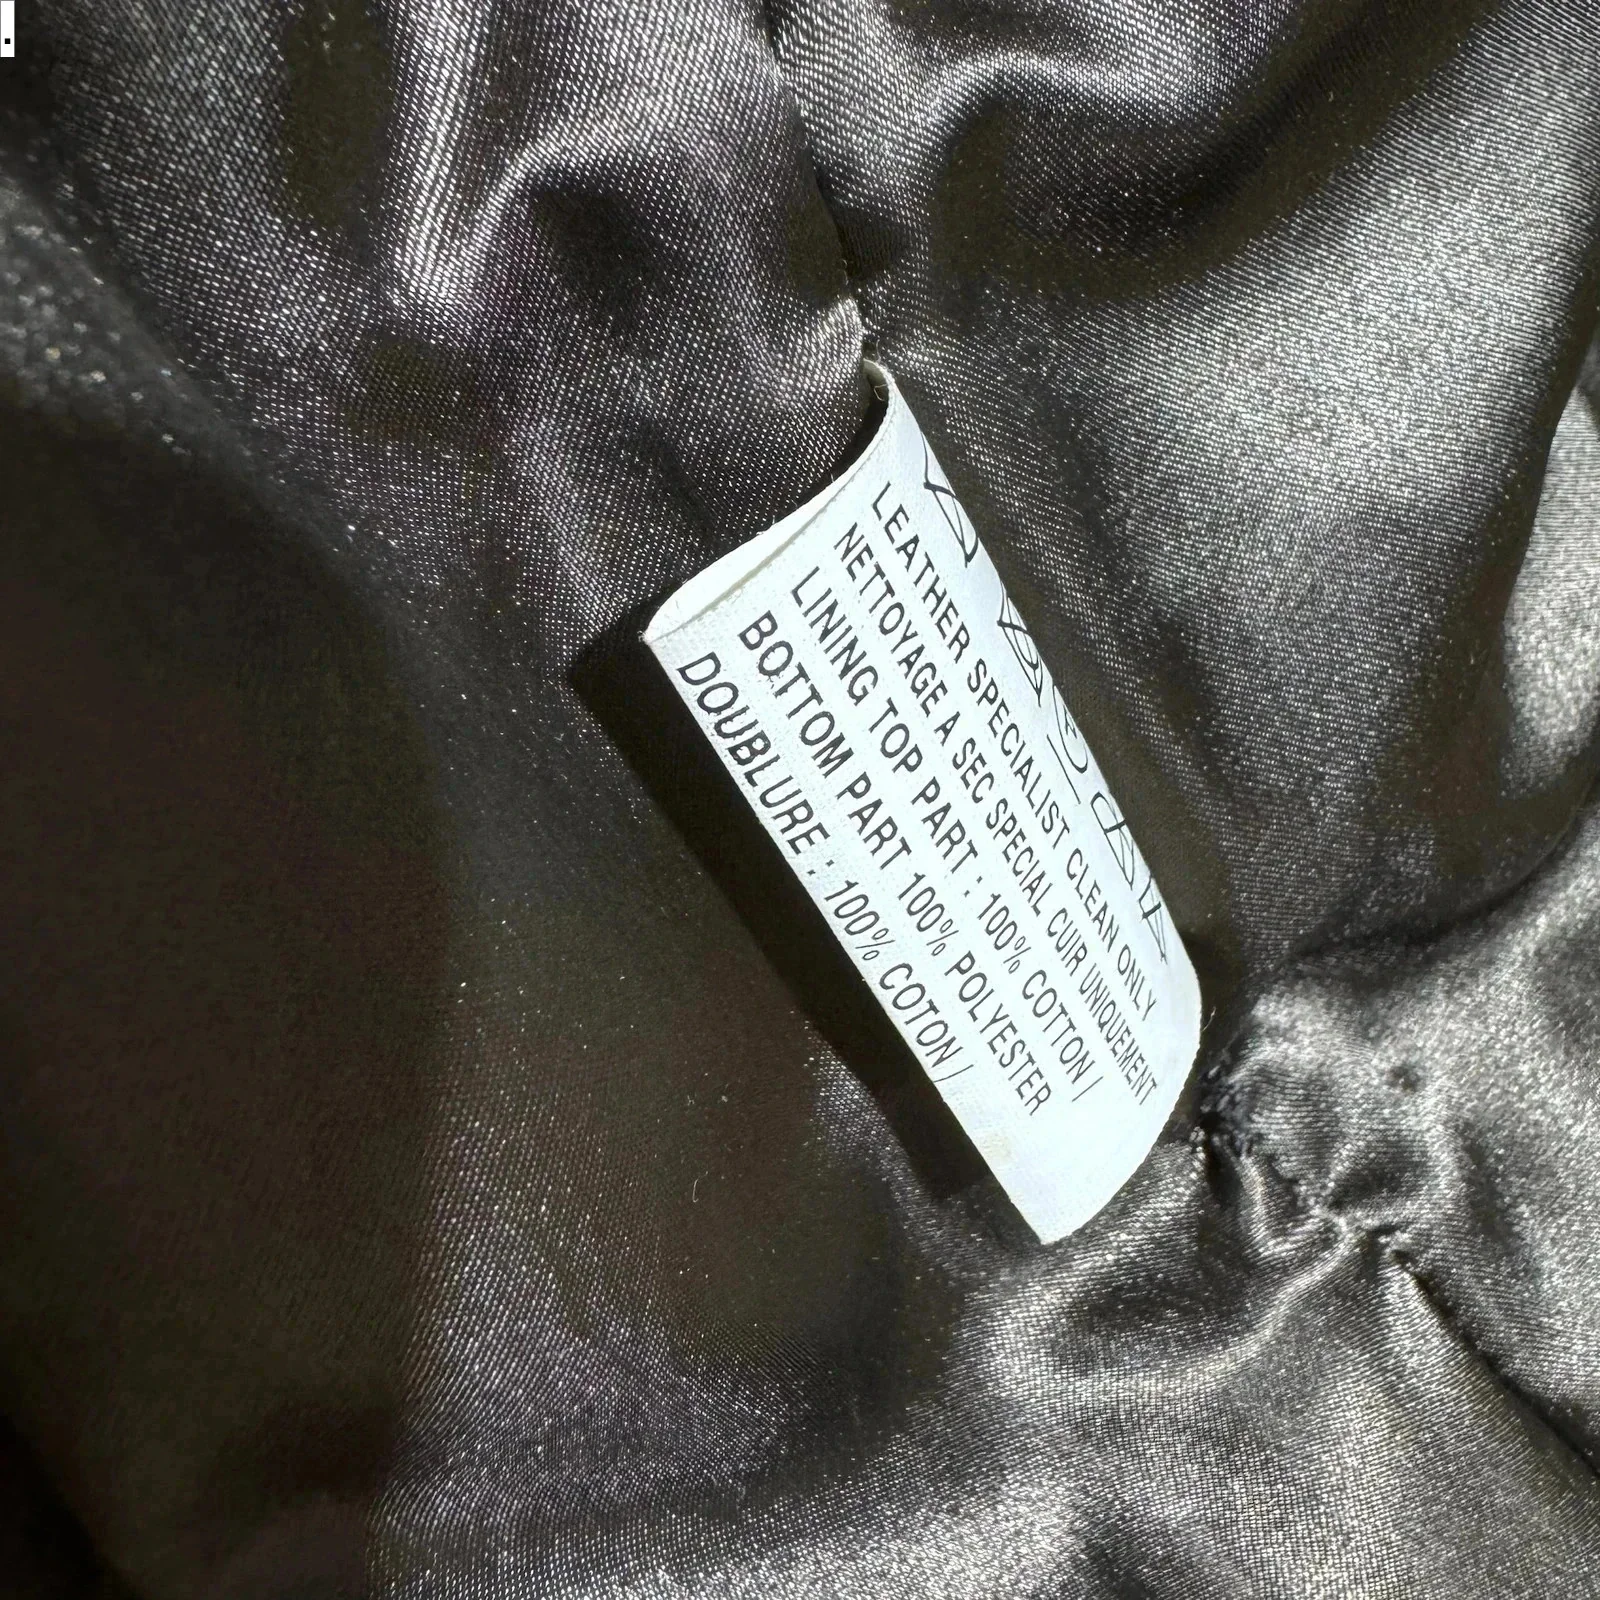 .
LEATHER SPECIALIST CLEAN ONLY
NETTOYAGE A SEC SPECIAL CUIR UNIQUEMENT
LINING TOP PART : 100% COTTON /
BOTTOM PART 100% POLYESTER
DOUBLURE : 100% COTON /